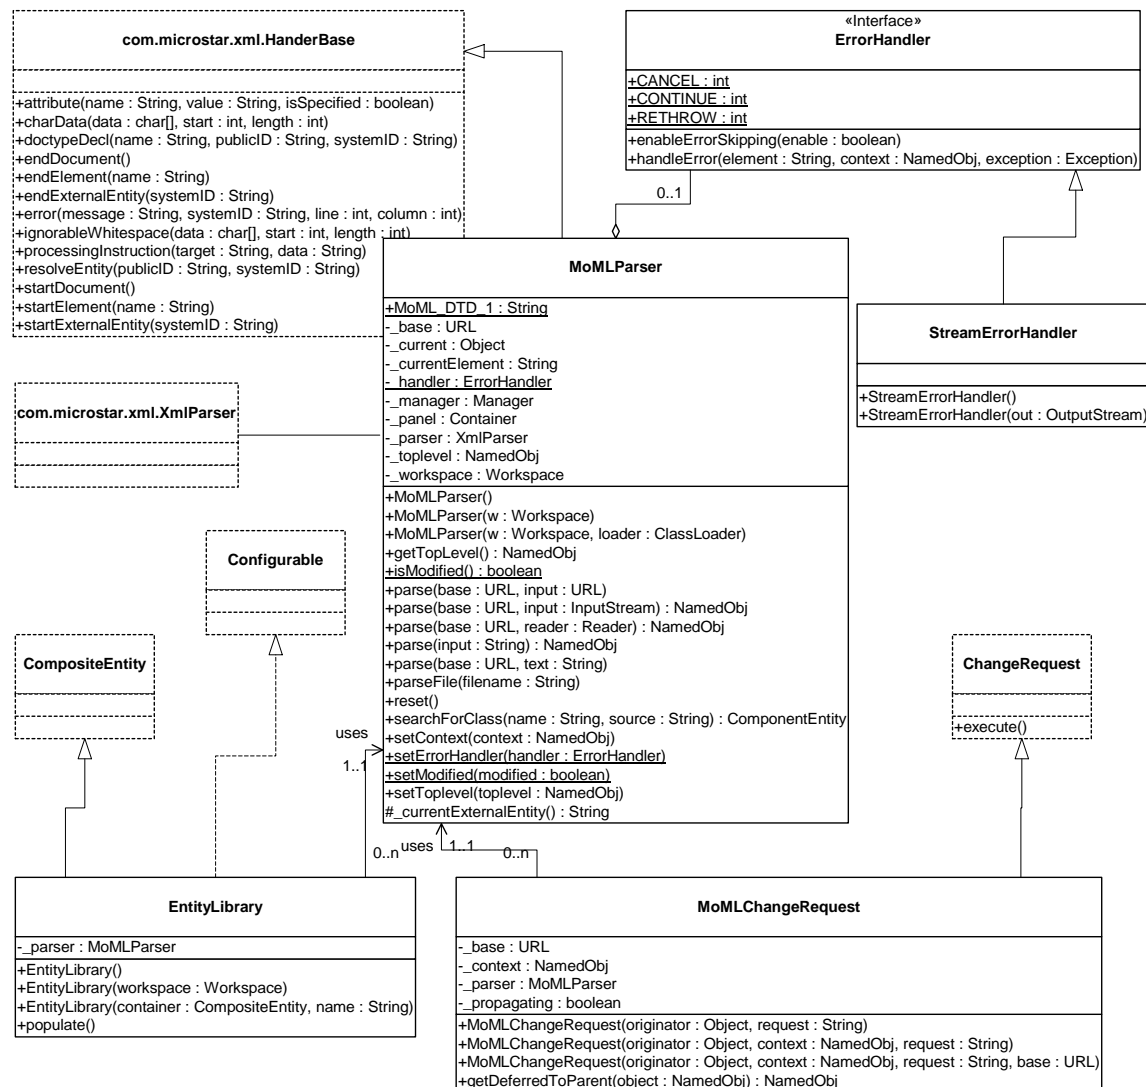 com.microstar.xml.HanderBase
+attribute(name : String, value : String, isSpecified : boolean)
+charData(data : char[], start : int, length : int)
+doctypeDecl(name : String, publicID : String, systemID : String)
+endDocument()
+endElement(name : String)
+endExternalEntity(systemID : String)
+error(message : String, systemID : String, line : int, column : int)
+ignorableWhitespace(data : char[], start : int, length : int)
+processingInstruction(target : String, data : String)
+resolveEntity(publicID : String, systemID : String)
+startDocument()
+startElement(name : String)
+startExternalEntity(systemID : String)
«Interface»
ErrorHandler
+CANCEL : int
+CONTINUE : int
+RETHROW : int
+enableErrorSkipping(enable : boolean)
+handleError(element : String, context : NamedObj, exception : Exception)
0..1
MoMLParser
+MoML_DTD_1 : String
-_base : URL
-_current : Object
-_currentElement : String
-_handler : ErrorHandler
-_manager : Manager
-_panel : Container
-_parser : XmlParser
-_toplevel : NamedObj
-_workspace : Workspace
+MoMLParser()
+MoMLParser(w : Workspace)
+MoMLParser(w : Workspace, loader : ClassLoader)
+getTopLevel() : NamedObj
+isModified() : boolean
+parse(base : URL, input : URL)
+parse(base : URL, input : InputStream) : NamedObj
+parse(base : URL, reader : Reader) : NamedObj
+parse(input : String) : NamedObj
+parse(base : URL, text : String)
+parseFile(filename : String)
+reset()
+searchForClass(name : String, source : String) : ComponentEntity
+setContext(context : NamedObj)
+setErrorHandler(handler : ErrorHandler)
+setModified(modified : boolean)
+setToplevel(toplevel : NamedObj)
#_currentExternalEntity() : String
StreamErrorHandler
+StreamErrorHandler()
+StreamErrorHandler(out : OutputStream)
com.microstar.xml.XmlParser
Configurable
CompositeEntity
ChangeRequest
+execute()
uses
1..1
0..n
uses
1..1
0..n
EntityLibrary
-_parser : MoMLParser
+EntityLibrary()
+EntityLibrary(workspace : Workspace)
+EntityLibrary(container : CompositeEntity, name : String)
+populate()
MoMLChangeRequest
-_base : URL
-_context : NamedObj
-_parser : MoMLParser
-_propagating : boolean
+MoMLChangeRequest(originator : Object, request : String)
+MoMLChangeRequest(originator : Object, context : NamedObj, request : String)
+MoMLChangeRequest(originator : Object, context : NamedObj, request : String, base : URL)
+getDeferredToParent(object : NamedObj) : NamedObj